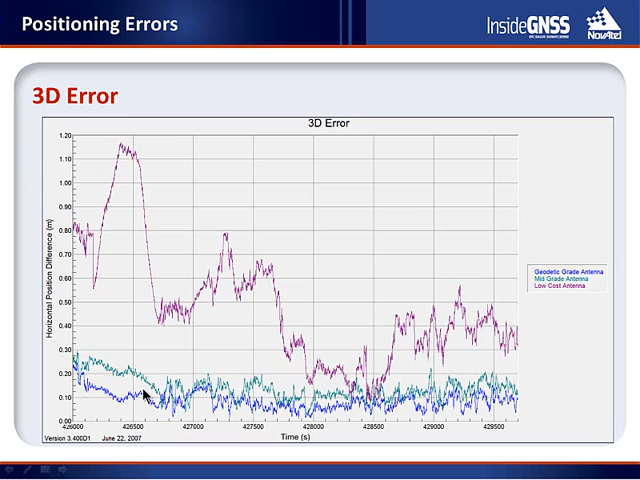 Positioning Errors
InsideGNSS
NovAtel
3D Error
3D Error
Horizontal Position Difference (m)
1.20
1.10
1.00
0.90
0.80
0.70
0.60
0.50
0.40
0.30
0.20
0.10
0.00
426000 426500 427000 427500 428000 428500 429000 429500
Time (s)
Geodetic Grade Antenna
Mid Grade Antenna
Low Cost Antenna
Version 3.400D1 June 22, 2007